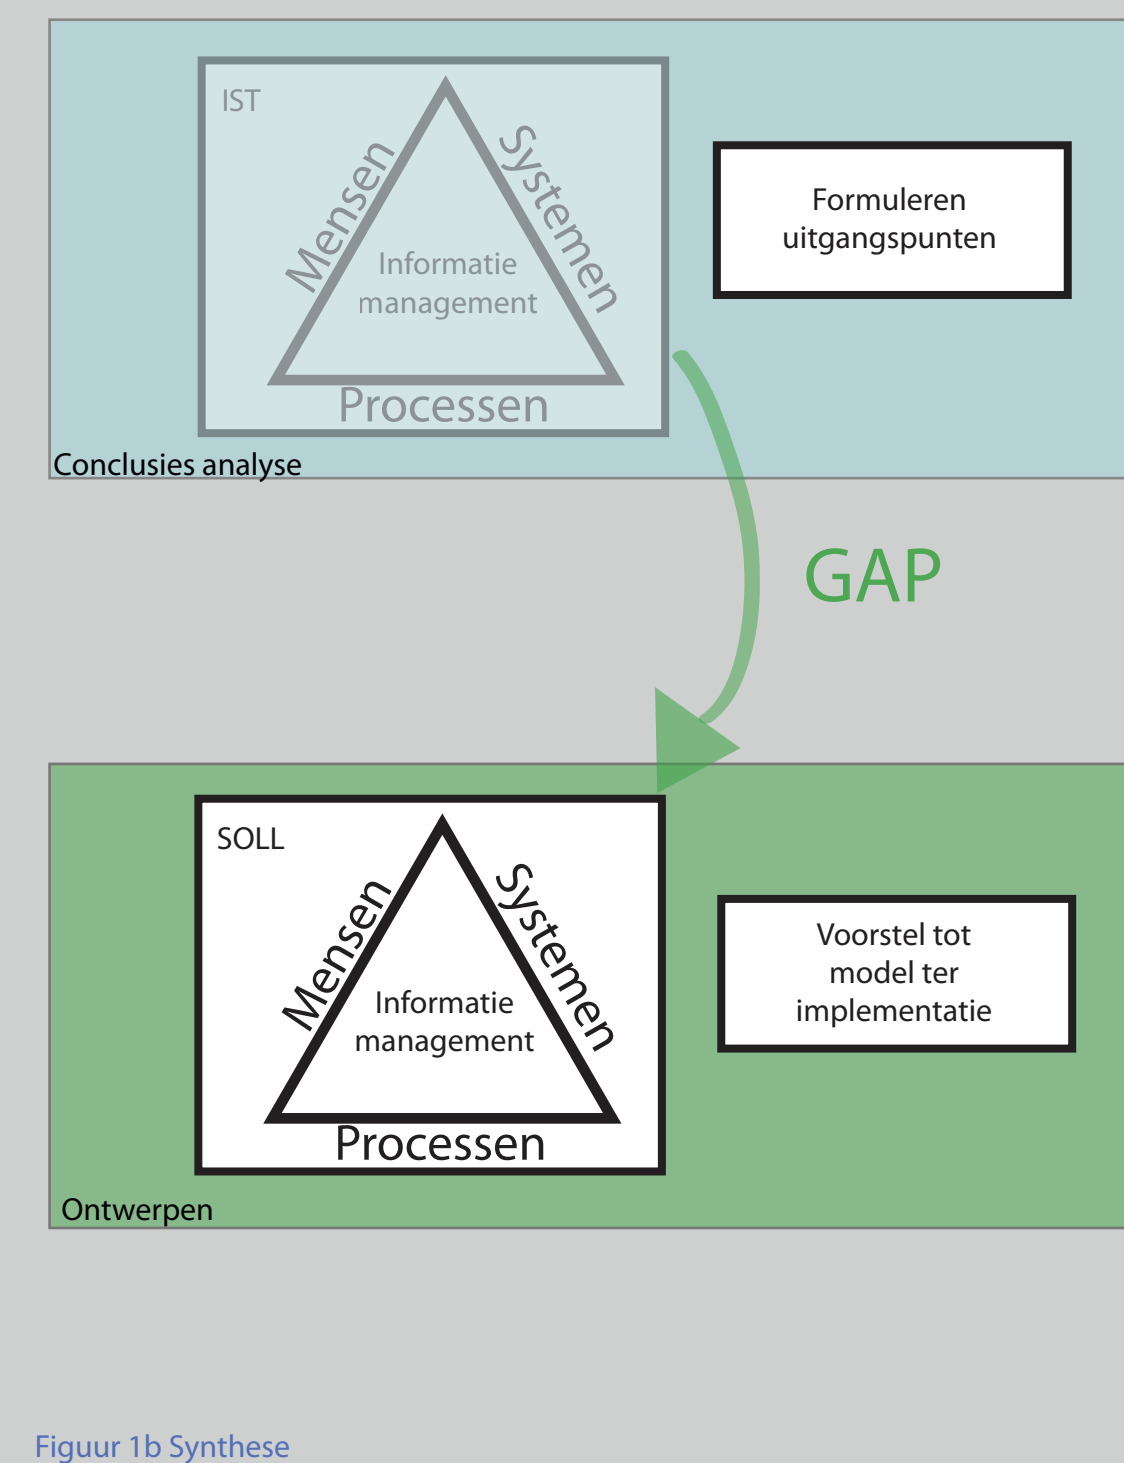 IST
Mensen
Systemen
Informatie
management
Processen
Formuleren
uitgangspunten
Conclusies analyse
GAP
SOLL
Mensen
Systemen
Informatie
management
Processen
Voorstel tot
model ter
implementatie
Ontwerpen
Figuur 1b Synthese